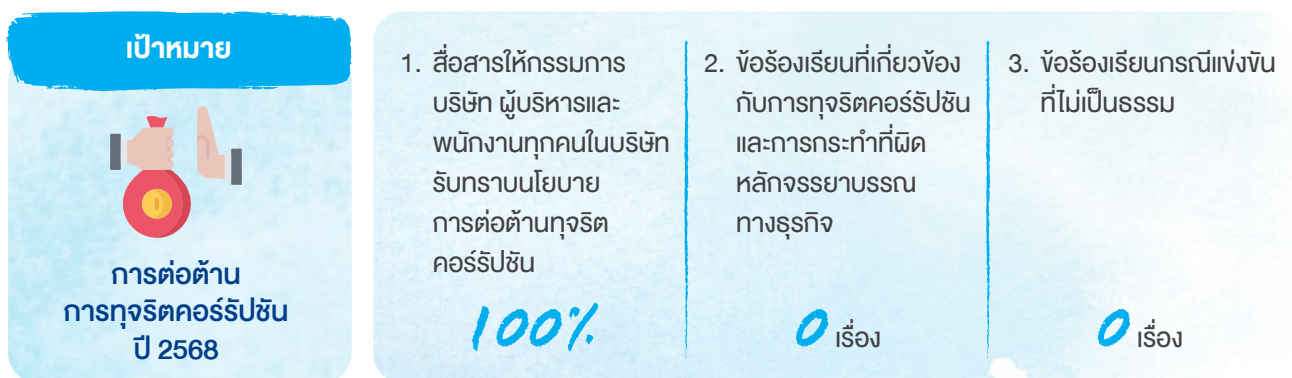 เป้าหมาย
การต่อต้าน
การทุจริตคอร์รัปชัน
ปี 2568
1. สื่อสารให้กรรมการ
บริษัท ผู้บริหารและ
พนักงานทุกคนในบริษัท
รับทราบนโยบาย
การต่อต้านทุจริต
คอร์รัปชัน
100%
2. ข้อร้องเรียนที่เกี่ยวข้อง
กับการทุจริตคอร์รัปชัน
และการกระทำที่ผิด
หลักจรรยาบรรณ
ทางธุรกิจ
0 เรื่อง
3. ข้อร้องเรียนกรณีแข่งขัน
ที่ไม่เป็นธรรม
0 เรื่อง